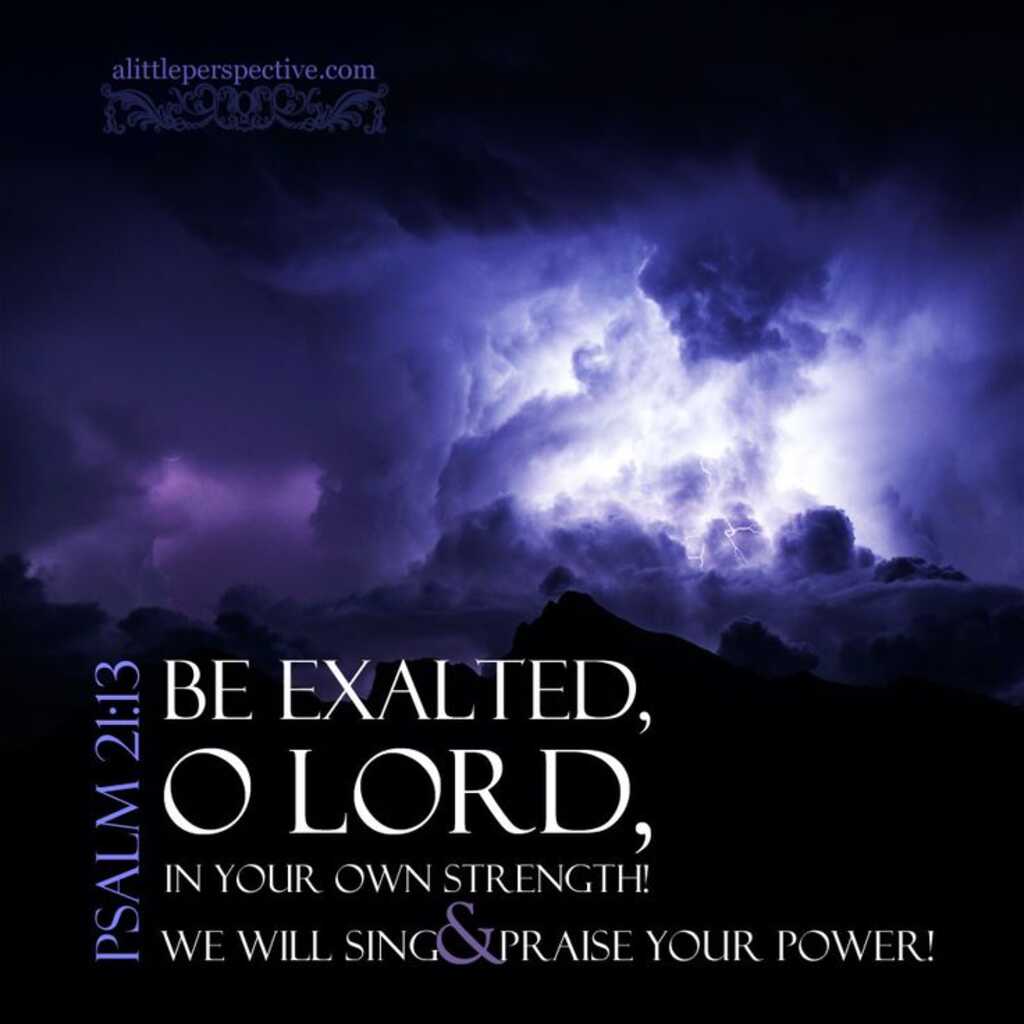 alittleperspective.com
PSALM 21:13
BE EXALTED,
O LORD,
IN YOUR OWN STRENGTH!
WE WILL SING & PRAISE YOUR POWER!